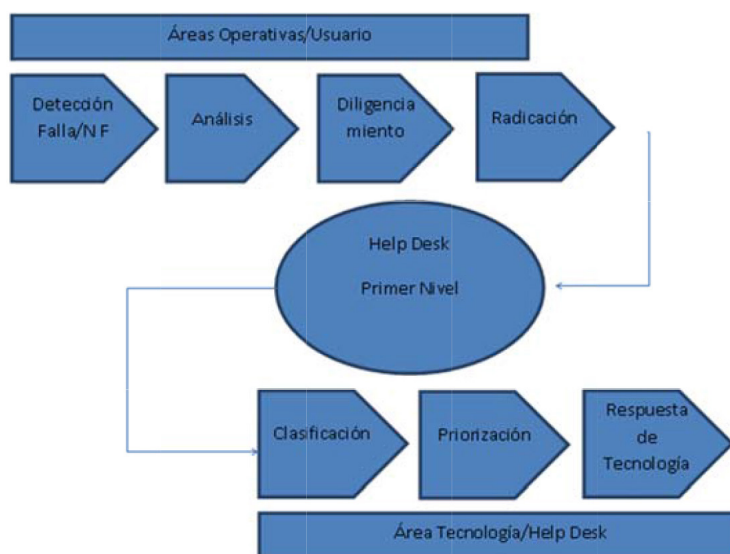 Áreas Operativas/Usuario
Detección
Falla/N F
Análisis
Diligencia
miento
Radicación
Help Desk
Primer Nivel
Clasificación
Priorización
Respuesta
de
Tecnología
Área Tecnología/Help Desk